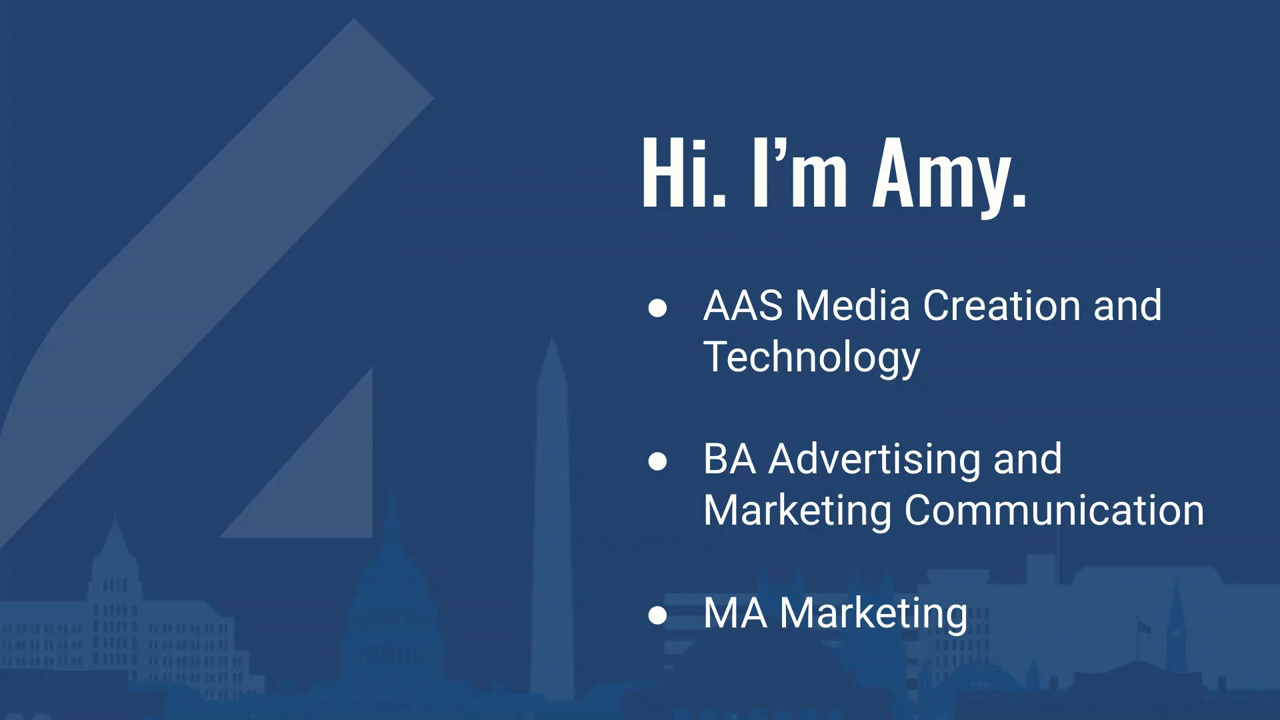 Hi. I’m Amy.
● AAS Media Creation and
Technology
● BA Advertising and
Marketing Communication
● MA Marketing